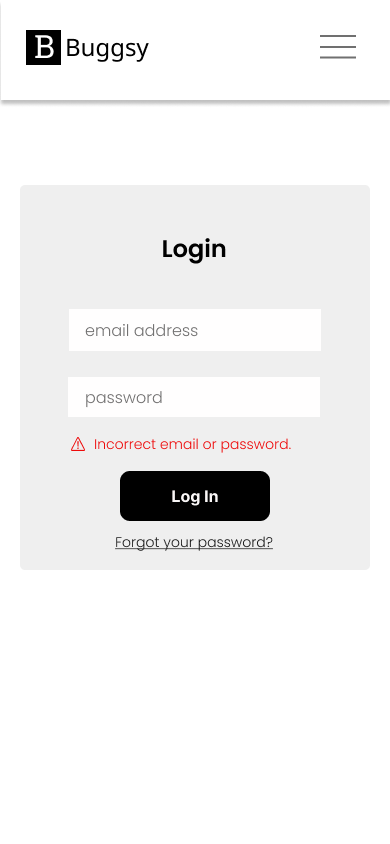 B Buggsy
Login
email address
password
Incorrect email or password.
Log In
Forgot your password?